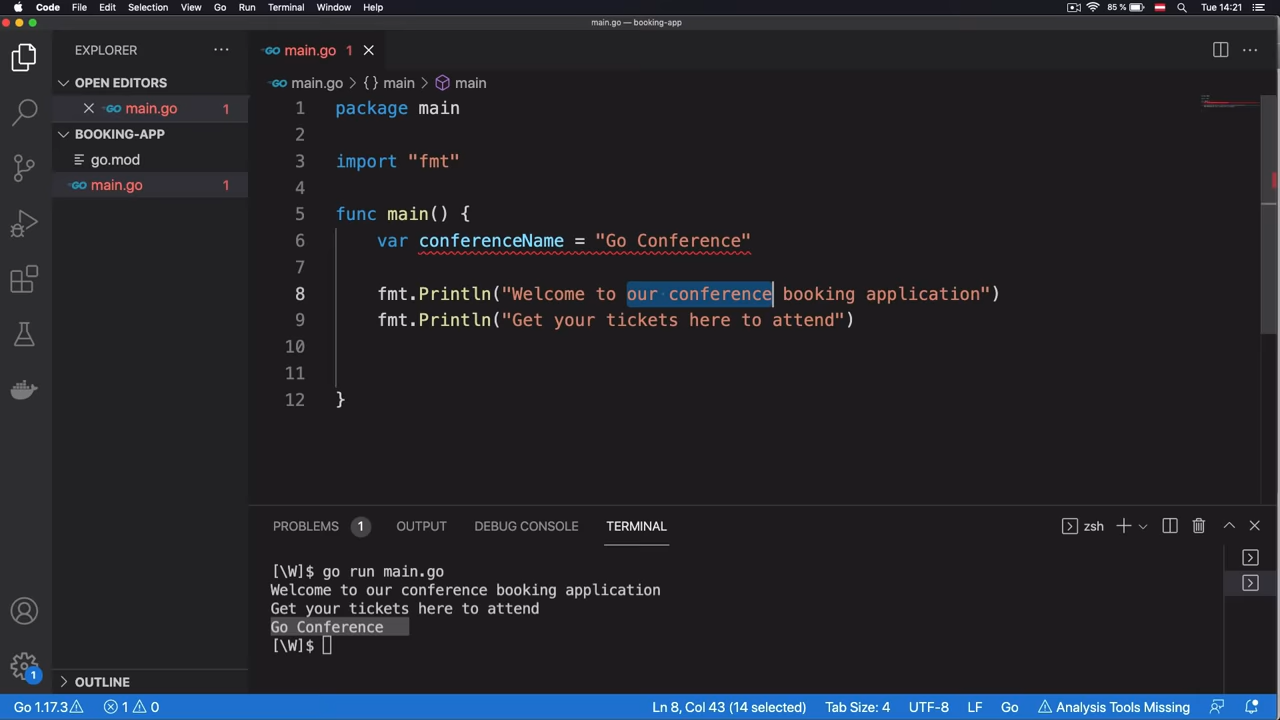 Code File Edit Selection View Go Run Terminal Window Help 85 % Tue 14:21
main.go — booking-app
EXPLORER ···
OPEN EDITORS
main.go 1
BOOKING-APP
go.mod
main.go 1
OUTLINE
main.go 1
main.go > {} main > main
1 package main
2
3 import "fmt"
4
5 func main() {
6 var conferenceName = "Go Conference"
7
8 fmt.Println("Welcome to our conference booking application")
9 fmt.Println("Get your tickets here to attend")
10
11
12 }
PROBLEMS 1 OUTPUT DEBUG CONSOLE TERMINAL zsh
[\W]$ go run main.go
Welcome to our conference booking application
Get your tickets here to attend
Go Conference
[\W]$
1
Go 1.17.3 1 0 Ln 8, Col 43 (14 selected) Tab Size: 4 UTF-8 LF Go Analysis Tools Missing